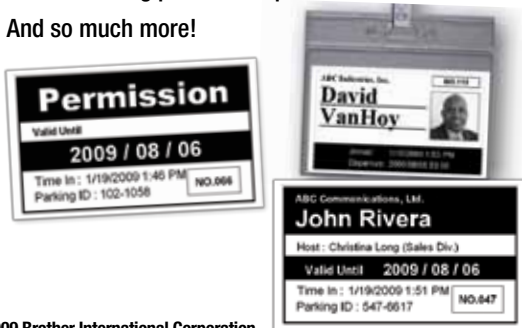 And so much more!
Permission
Valid Until
2009 / 08 / 06
Time In : 1/19/2009 1:46 PM
Parking ID : 102-1058
NO.066
ABC Industries, Inc.
David
VanHoy
ABC Communications, Ltd.
John Rivera
Host : Christina Long (Sales Div.)
Valid Until 2009 / 08 / 06
Time In : 1/19/2009 1:51 PM
Parking ID : 547-6617
NO.047
Brother International Corporation